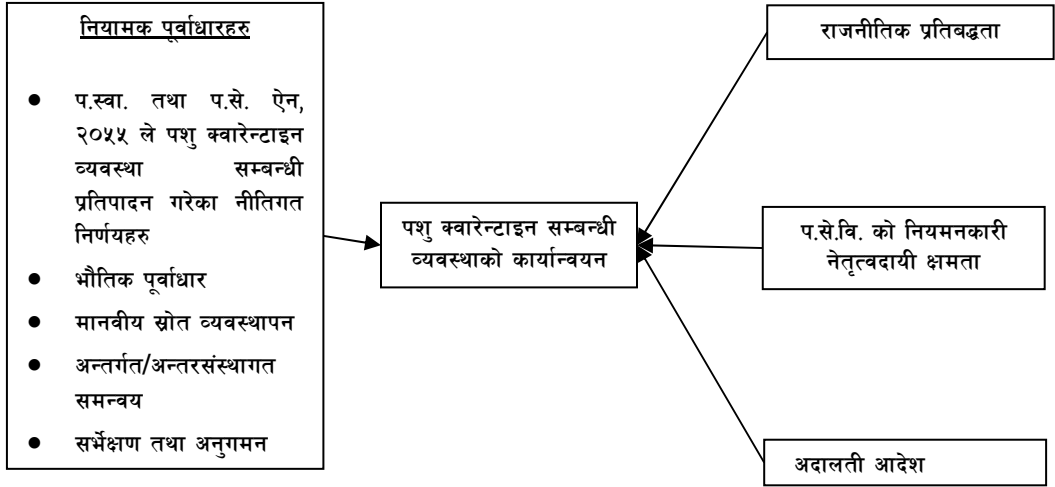 नियामक पूर्वाधारहरु
● प.स्वा. तथा प.से. ऐन,
२०५५ ले पशु क्वारेन्टाइन
व्यवस्था सम्बन्धी
प्रतिपादन गरेका नीतिगत
निर्णयहरु
● भौतिक पूर्वाधार
● मानवीय स्रोत व्यवस्थापन
● अन्तर्गत/अन्तरसंस्थागत
समन्वय
● सर्भेक्षण तथा अनुगमन
पशु क्वारेन्टाइन सम्बन्धी
व्यवस्थाको कार्यान्वयन
राजनीतिक प्रतिबद्धता
प.से.वि. को नियमनकारी
नेतृत्वदायी क्षामता
अदालती आदेश